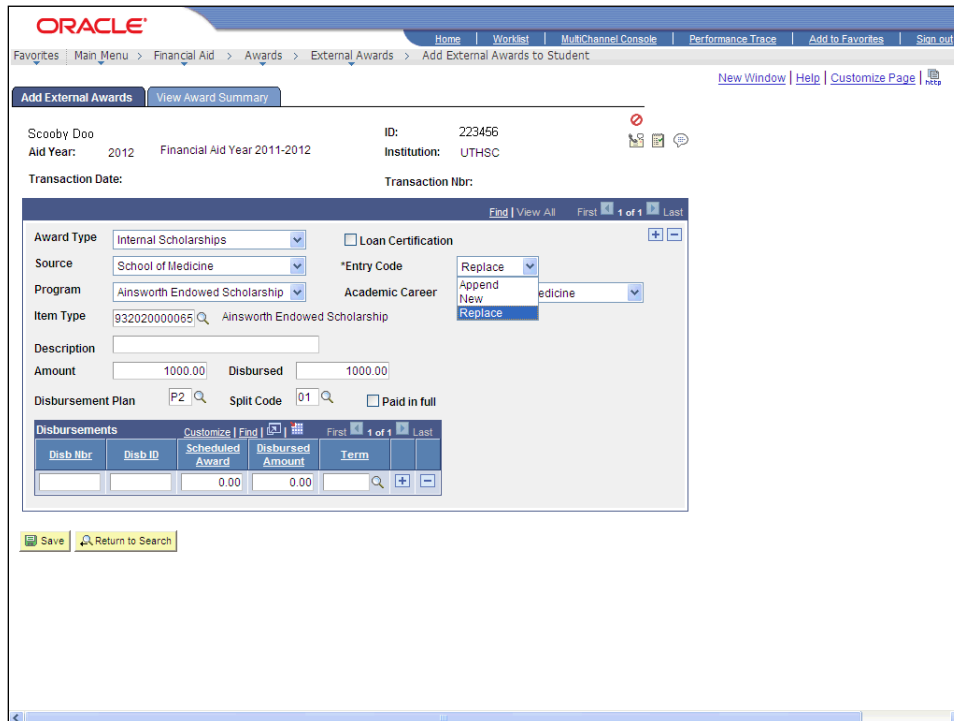 ORACLE®
Home | Worklist | MultiChannel Console | Performance Trace | Add to Favorites | Sign out
Favorites Main Menu > Financial Aid > Awards > External Awards > Add External Awards to Student
New Window | Help | Customize Page | http
Add External Awards View Award Summary
Scooby Doo ID: 223456
Aid Year: 2012 Financial Aid Year 2011-2012 Institution: UTHSC
Transaction Date: Transaction Nbr:
Find | View All First 1 of 1 Last
Award Type Internal Scholarships Loan Certification
Source School of Medicine *Entry Code Replace
Program Ainsworth Endowed Scholarship Academic Career edicine
Append
New
Replace
Item Type 932020000065 Ainsworth Endowed Scholarship
Description
Amount 1000.00 Disbursed 1000.00
Disbursement Plan P2 Split Code 01 Paid in full
Disbursements Customize | Find | First 1 of 1 Last
Disb Nbr Disb ID Scheduled Award Disbursed Amount Term
0.00 0.00
Save Return to Search